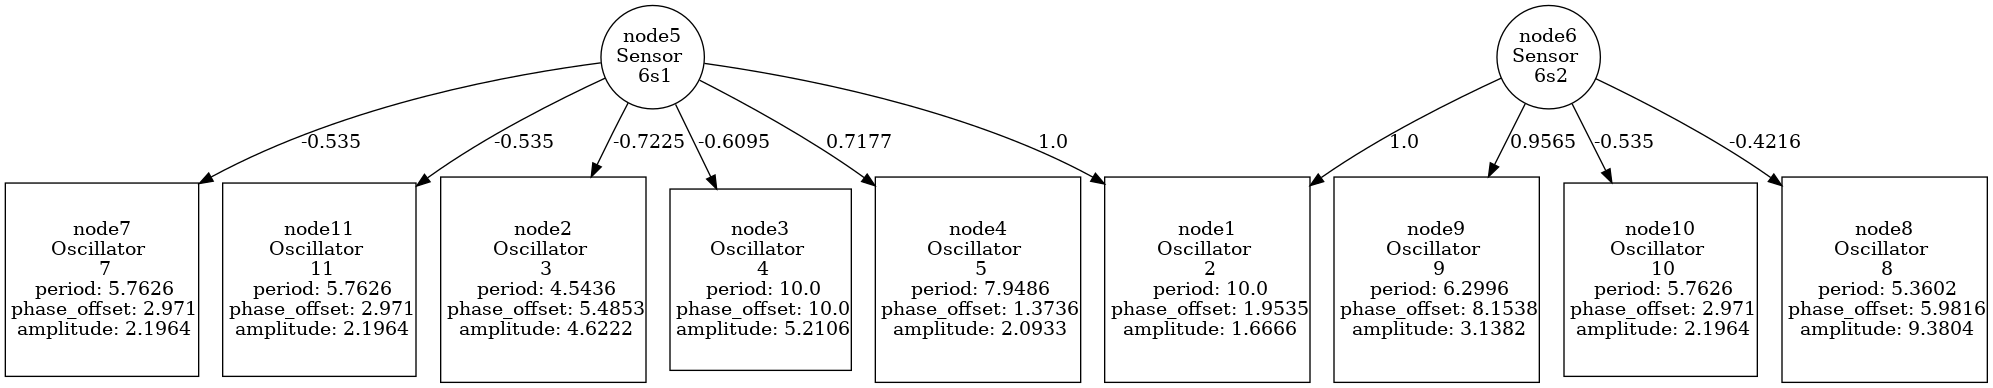 node5
Sensor
6s1
node6
Sensor
6s2
-0.535
-0.535
-0.7225
-0.6095
0.7177
1.0
1.0
0.9565
-0.535
-0.4216
node7
Oscillator
7
period: 5.7626
phase_offset: 2.971
amplitude: 2.1964
node11
Oscillator
11
period: 5.7626
phase_offset: 2.971
amplitude: 2.1964
node2
Oscillator
3
period: 4.5436
phase_offset: 5.4853
amplitude: 4.6222
node3
Oscillator
4
period: 10.0
phase_offset: 10.0
amplitude: 5.2106
node4
Oscillator
5
period: 7.9486
phase_offset: 1.3736
amplitude: 2.0933
node1
Oscillator
2
period: 10.0
phase_offset: 1.9535
amplitude: 1.6666
node9
Oscillator
9
period: 6.2996
phase_offset: 8.1538
amplitude: 3.1382
node10
Oscillator
10
period: 5.7626
phase_offset: 2.971
amplitude: 2.1964
node8
Oscillator
8
period: 5.3602
phase_offset: 5.9816
amplitude: 9.3804